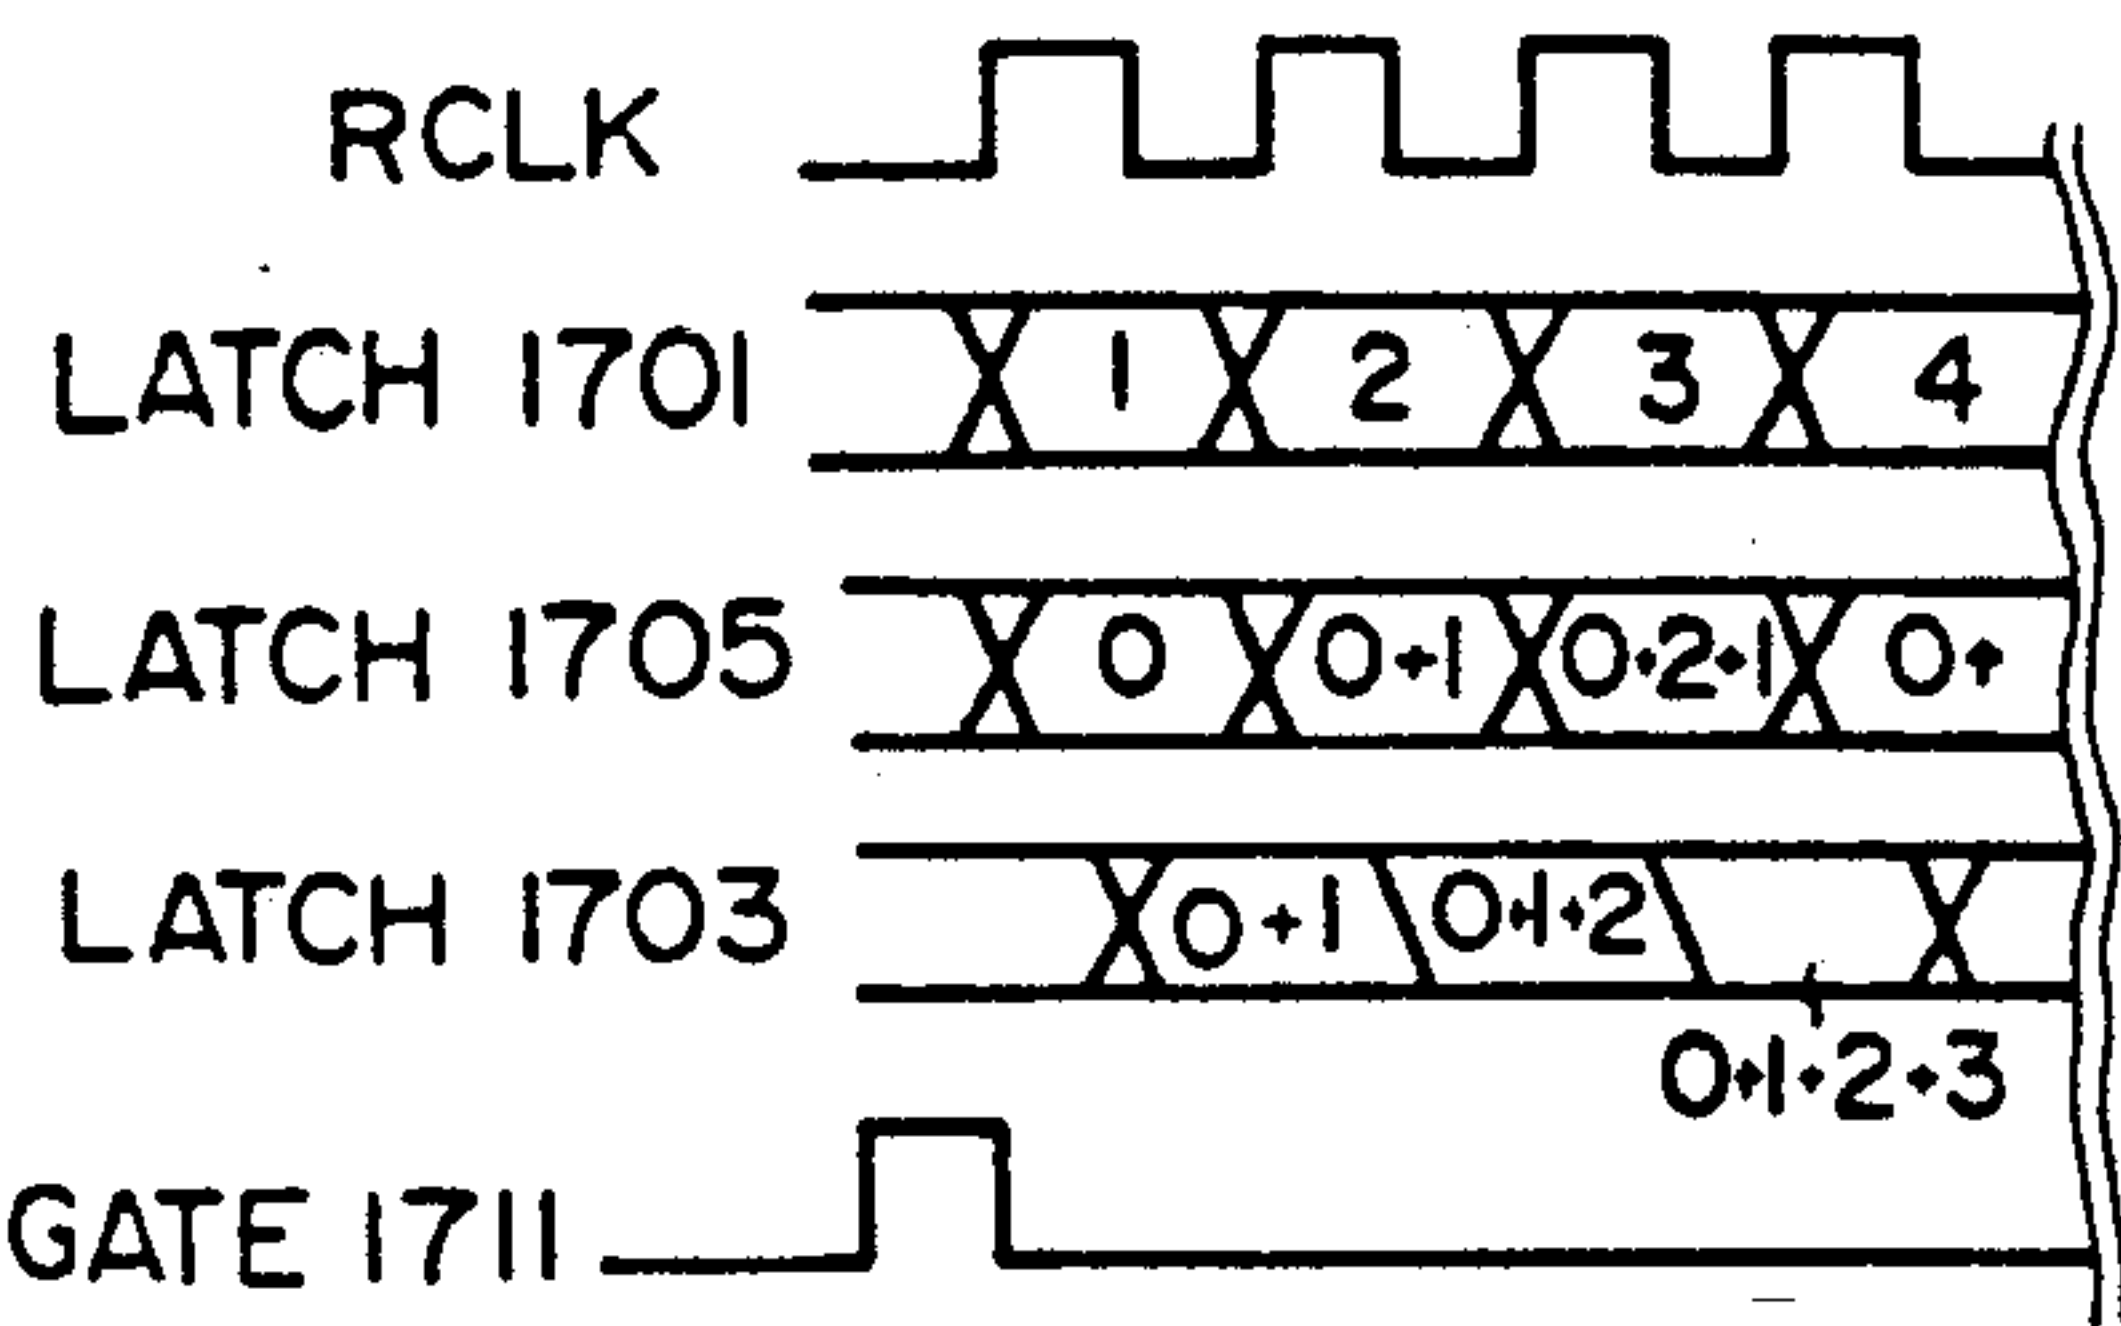 RCLK
LATCH 1701 1 2 3 4
LATCH 1705 0 0+1 0+2+1 0+
LATCH 1703 0+1 0+1+2
0+1+2+3
GATE 1711